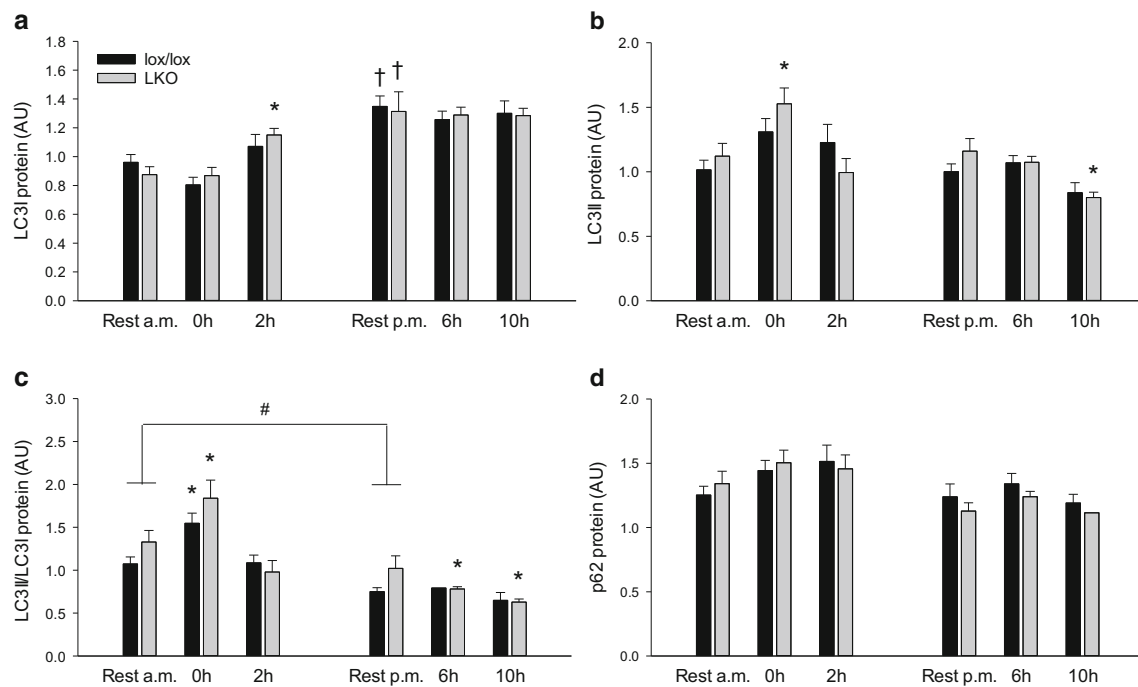 a
LC3I protein (AU)
1.8
1.6
1.4
1.2
1.0
0.8
0.6
0.4
0.2
0.0
lox/lox
LKO
*
† †
Rest a.m. 0h 2h Rest p.m. 6h 10h
b
LC3II protein (AU)
2.0
1.5
1.0
0.5
0.0
*
*
Rest a.m. 0h 2h Rest p.m. 6h 10h
c
LC3II/LC3I protein (AU)
3.0
2.5
2.0
1.5
1.0
0.5
0.0
#
* *
* *
Rest a.m. 0h 2h Rest p.m. 6h 10h
d
p62 protein (AU)
2.0
1.5
1.0
0.5
0.0
Rest a.m. 0h 2h Rest p.m. 6h 10h